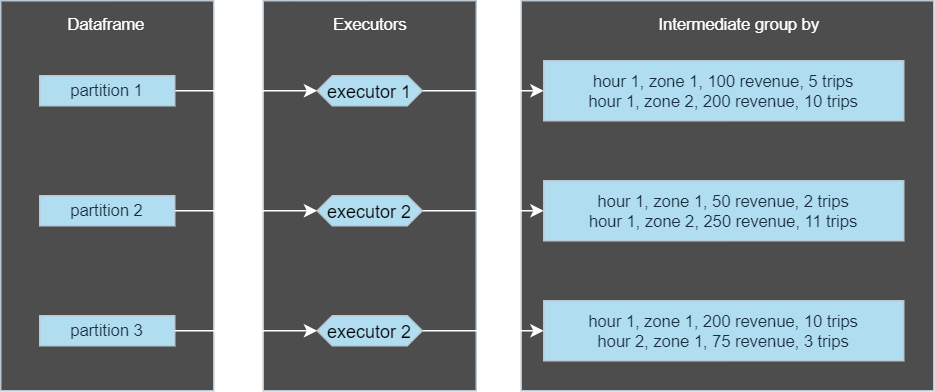 Dataframe
Executors
Intermediate group by
partition 1
executor 1
hour 1, zone 1, 100 revenue, 5 trips
hour 1, zone 2, 200 revenue, 10 trips
partition 2
executor 2
hour 1, zone 1, 50 revenue, 2 trips
hour 1, zone 2, 250 revenue, 11 trips
partition 3
executor 2
hour 1, zone 1, 200 revenue, 10 trips
hour 2, zone 1, 75 revenue, 3 trips